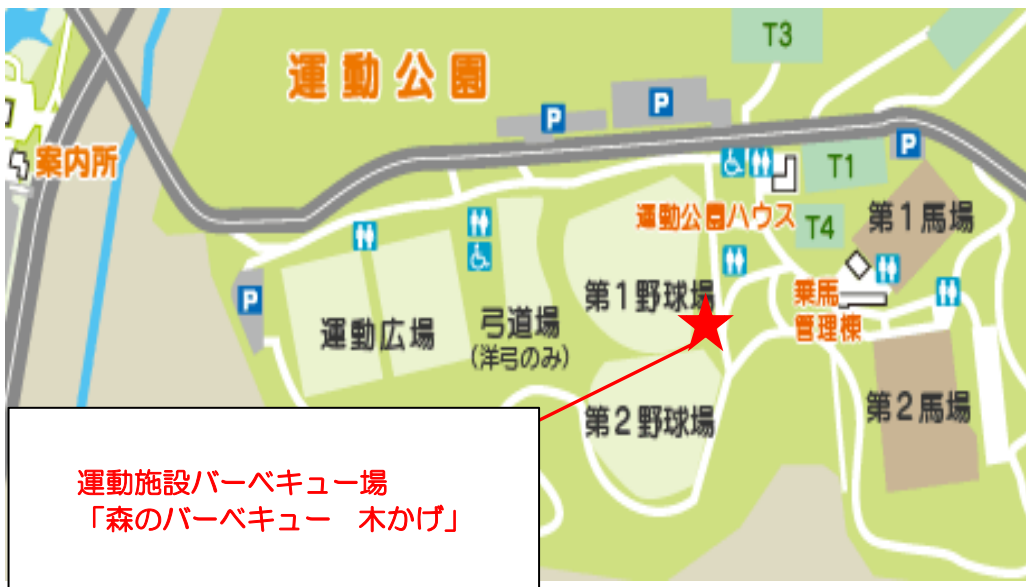 運動公園
T3
P
P
P
案内所
T1
運動公園ハウス
T4
第1馬場
P
第1野球場
乗馬
管理棟
運動広場
弓道場
(洋弓のみ)
第2野球場
第2馬場
運動施設バーベキュー場
「森のバーベキュー 木かげ」